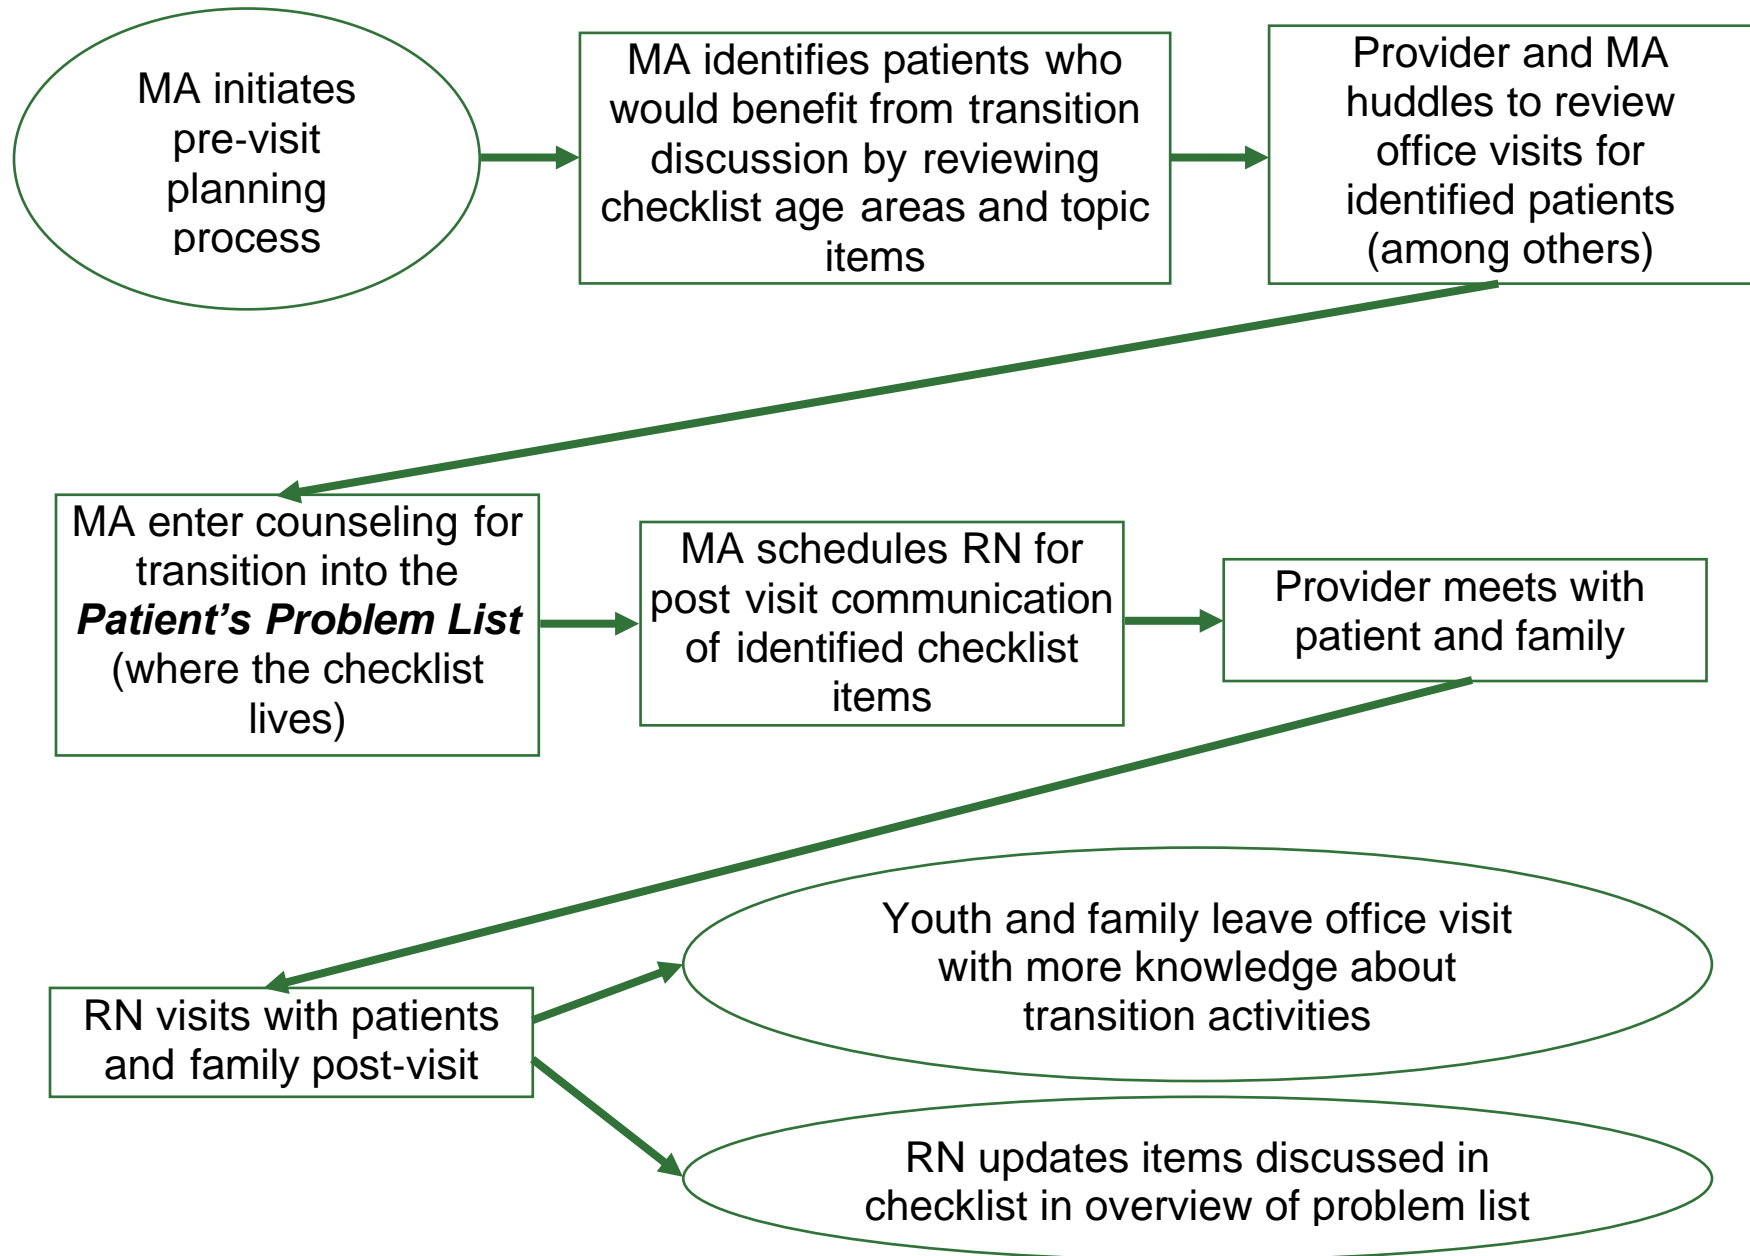 MA initiates
pre-visit
planning
process
MA identifies patients who
would benefit from transition
discussion by reviewing
checklist age areas and topic
items
Provider and MA
huddles to review
office visits for
identified patients
(among others)
MA enter counseling for
transition into the
Patient’s Problem List
(where the checklist
lives)
MA schedules RN for
post visit communication
of identified checklist
items
Provider meets with
patient and family
RN visits with patients
and family post-visit
Youth and family leave office visit
with more knowledge about
transition activities
RN updates items discussed in
checklist in overview of problem list